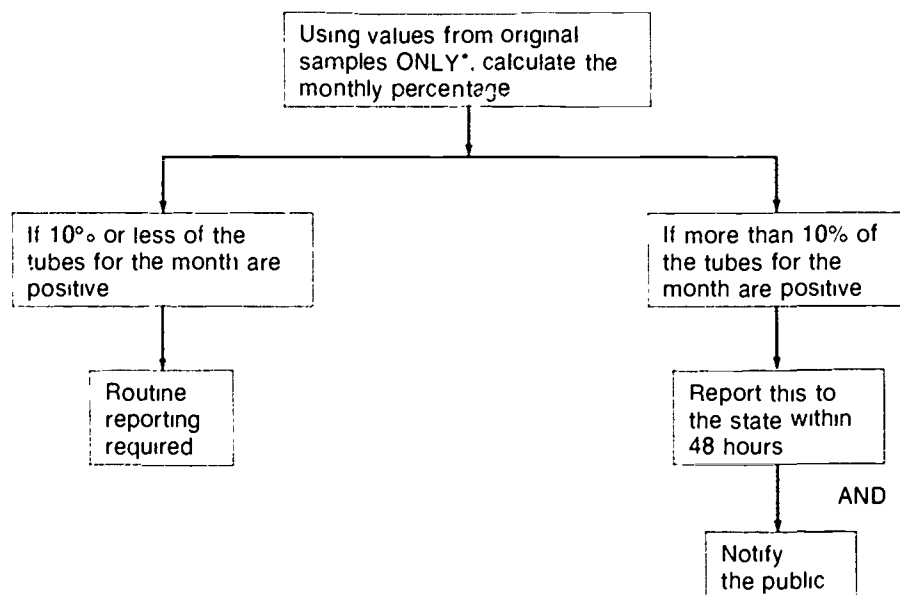 Using values from original
samples ONLY*, calculate the
monthly percentage
If 10% or less of the
tubes for the month are
positive
If more than 10% of
the tubes for the
month are positive
Routine
reporting
required
Report this to
the state within
48 hours
AND
Notify
the public